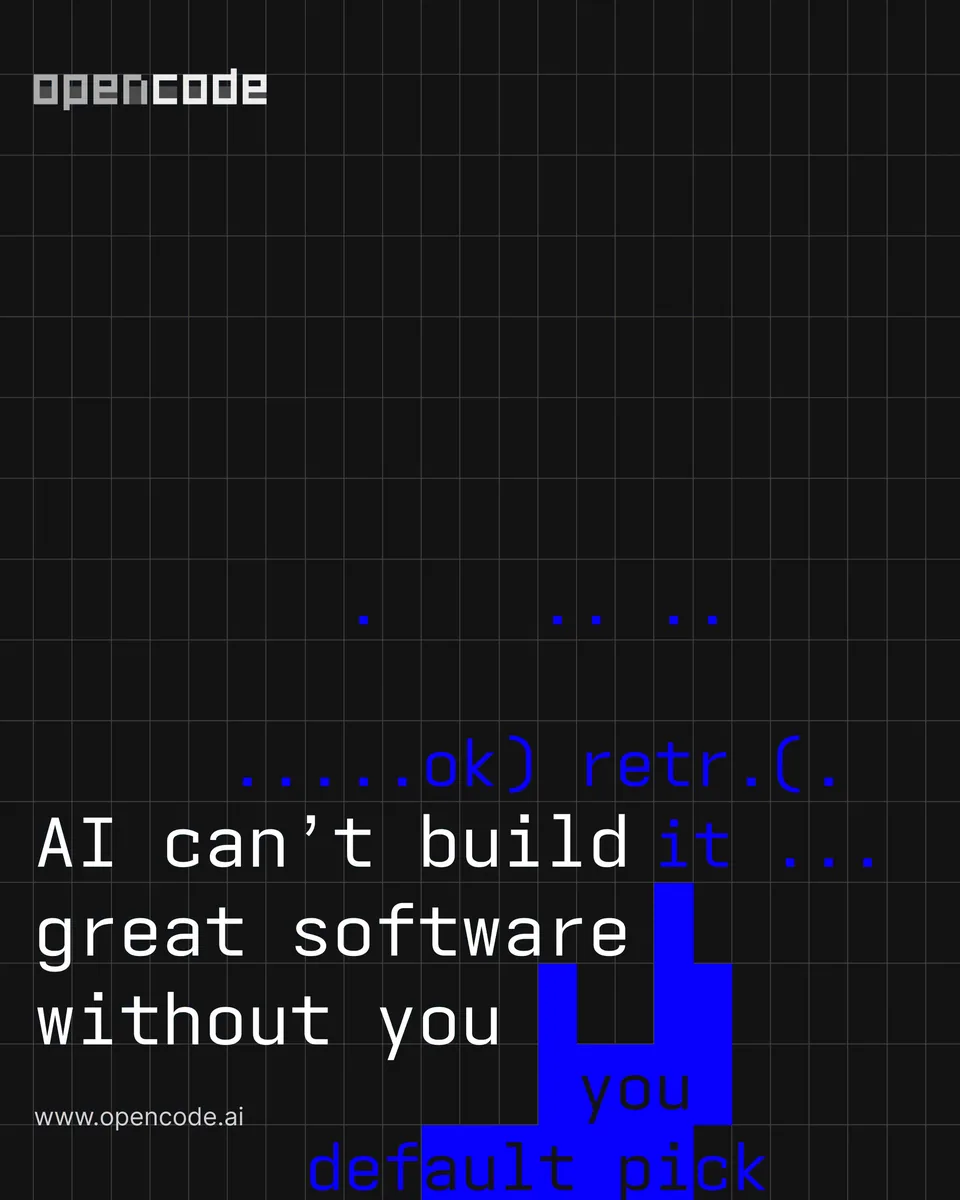 opencode
. .. ..
.....ok) retr.(.
AI can’t build it ...
great software
without you
you
www.opencode.ai
default pick